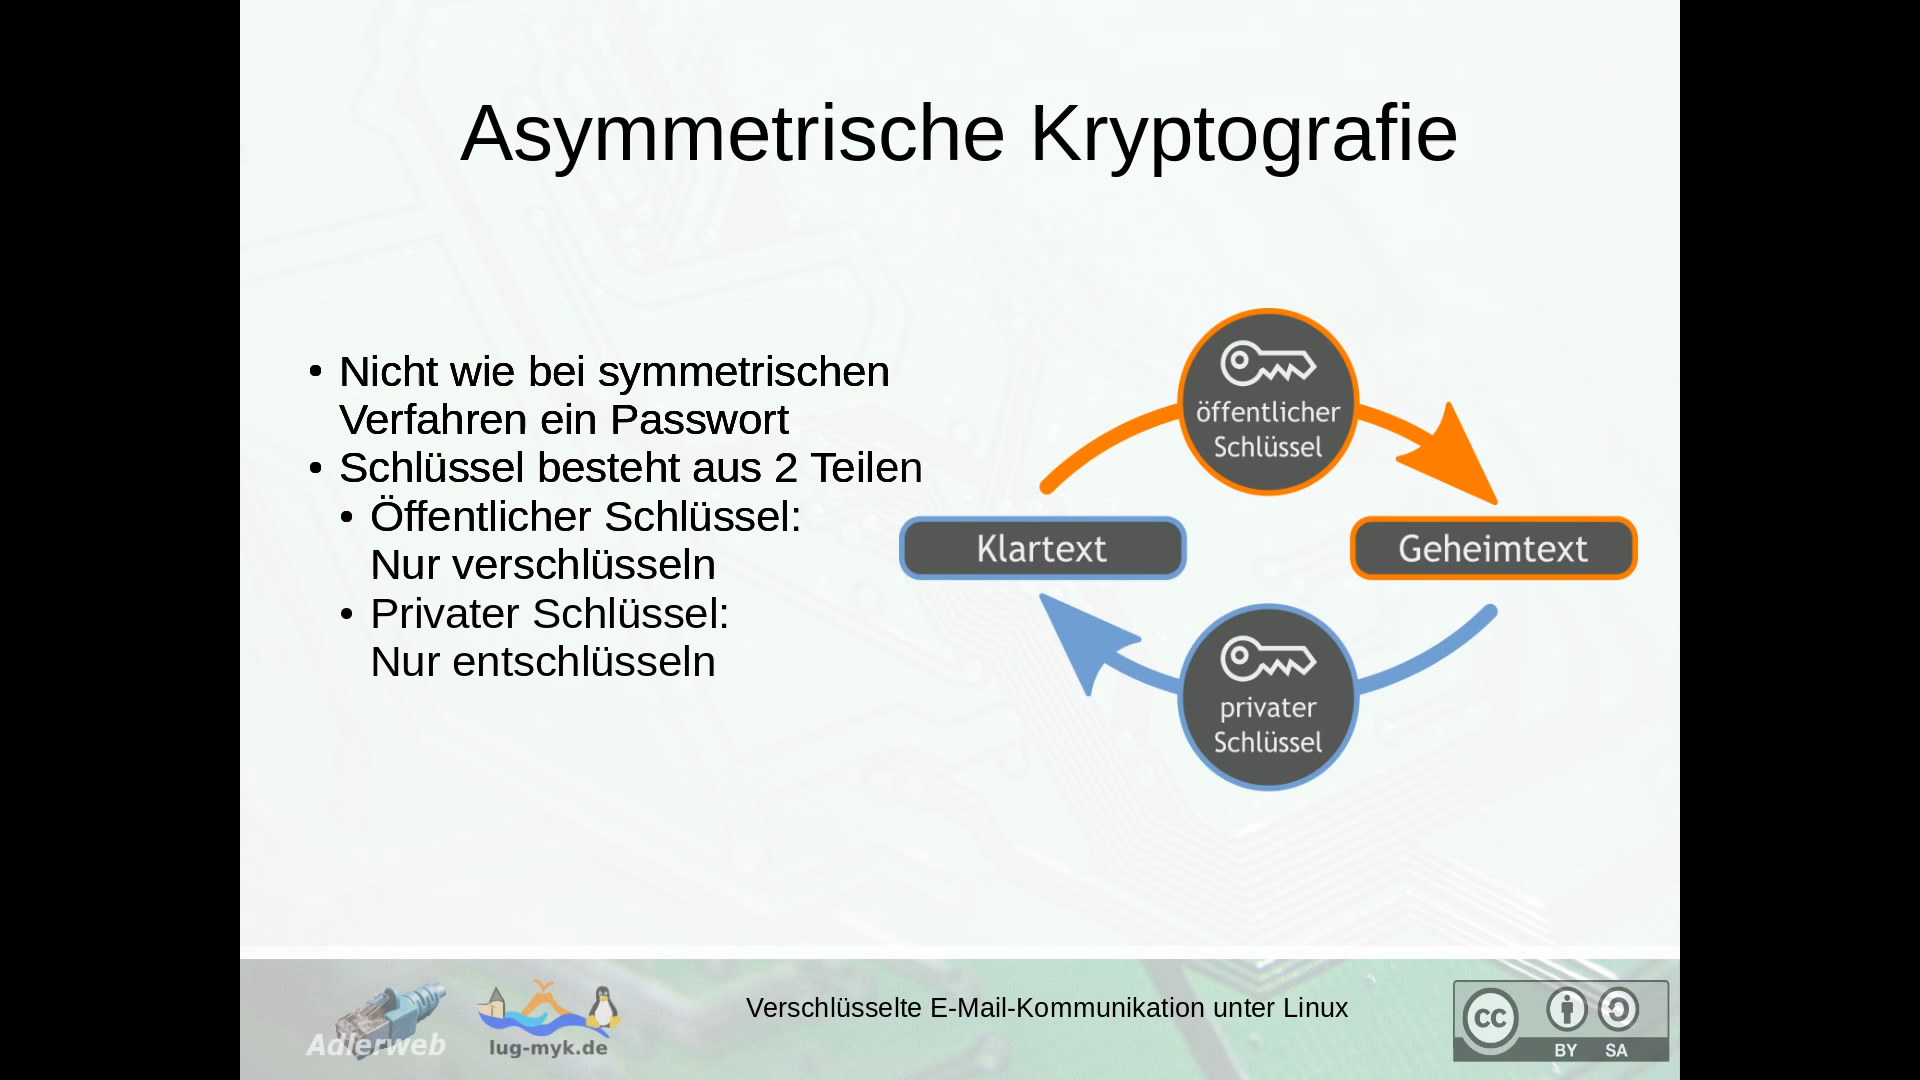 Asymmetrische Kryptografie
• Nicht wie bei symmetrischen
Verfahren ein Passwort
• Schlüssel besteht aus 2 Teilen
• Öffentlicher Schlüssel:
Nur verschlüsseln
• Privater Schlüssel:
Nur entschlüsseln
öffentlicher
Schlüssel
Klartext
Geheimtext
privater
Schlüssel
Adlerweb
lug-myk.de
Verschlüsselte E-Mail-Kommunikation unter Linux
cc
BY SA